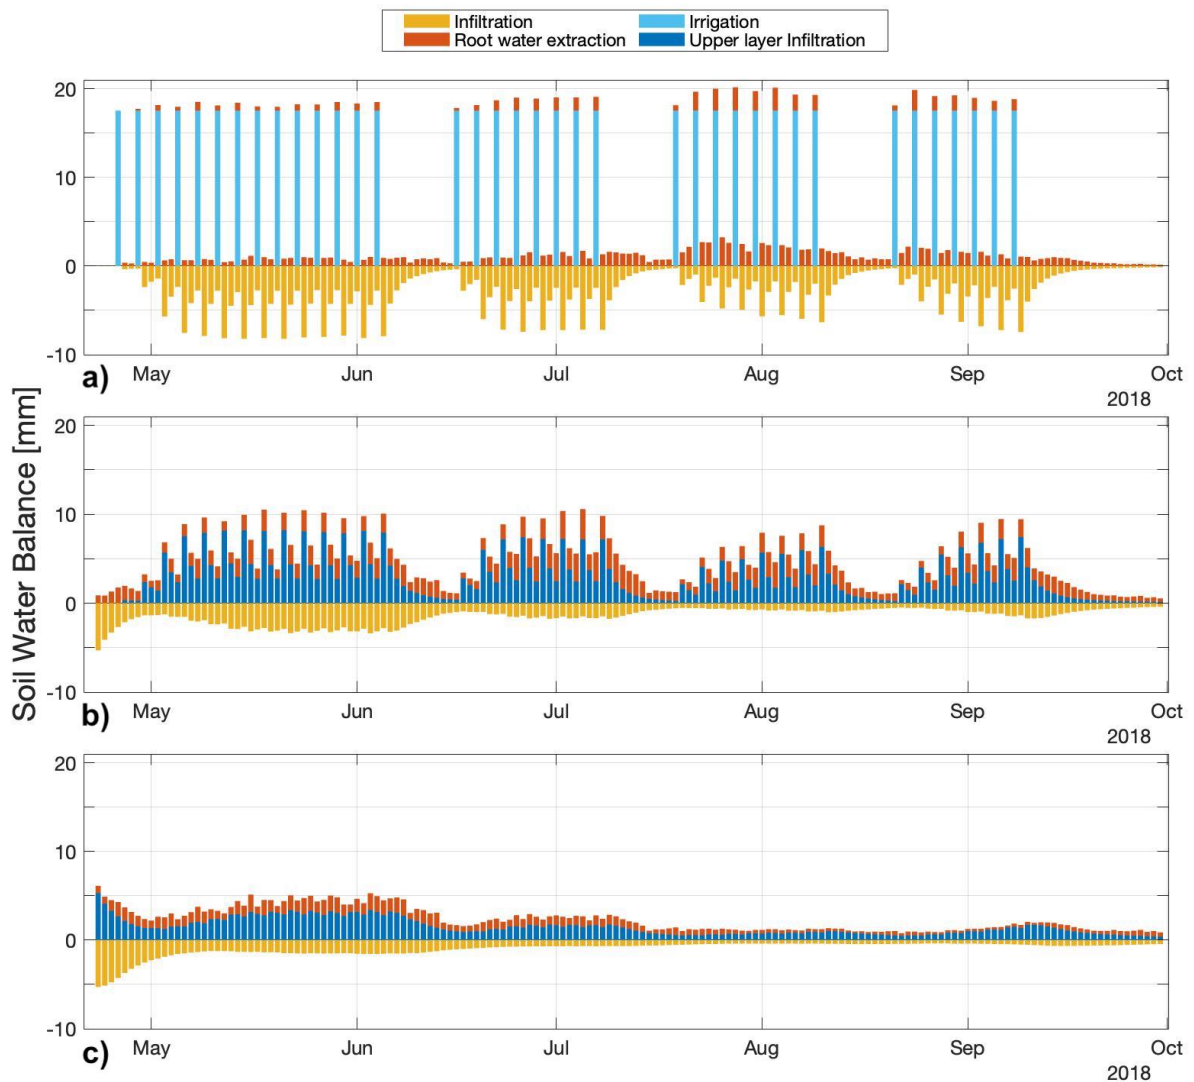 Infiltration
Irrigation
Root water extraction
Upper layer Infiltration
Soil Water Balance [mm]
20
10
0
-10
a)
May
Jun
Jul
Aug
Sep
Oct
2018
20
10
0
-10
b)
May
Jun
Jul
Aug
Sep
Oct
2018
20
10
0
-10
c)
May
Jun
Jul
Aug
Sep
Oct
2018